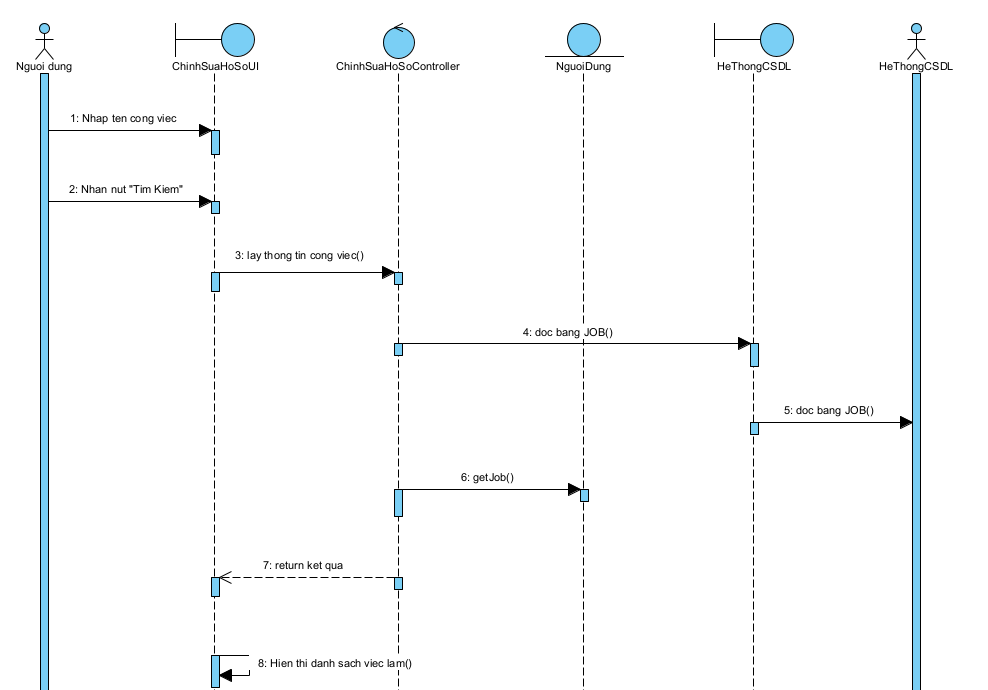 Nguoi dung
ChinhSuaHoSoUI
ChinhSuaHoSoController
NguoiDung
HeThongCSDL
HeThongCSDL
1: Nhap ten cong viec
2: Nhan nut "Tim Kiem"
3: lay thong tin cong viec()
4: doc bang JOB()
5: doc bang JOB()
6: getJob()
7: return ket qua
8: Hien thi danh sach viec lam()